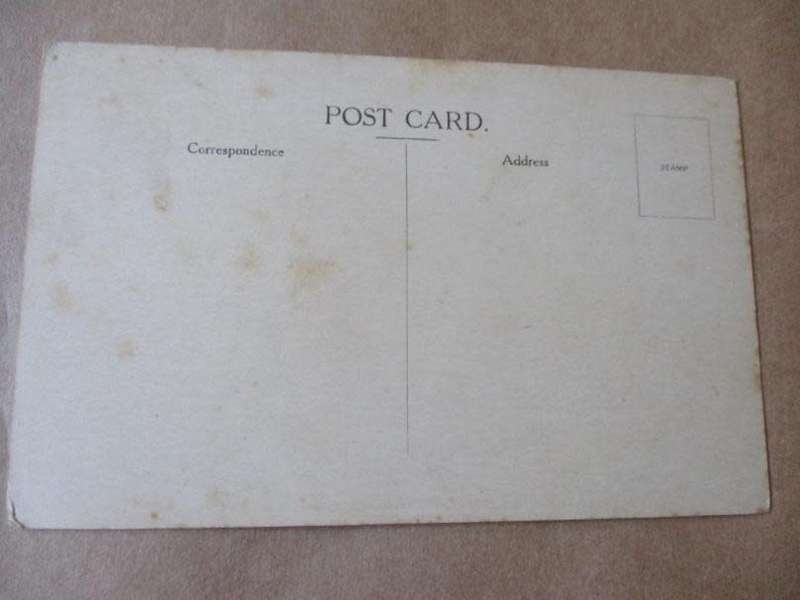 POST CARD.
Correspondence
Address
STAMP